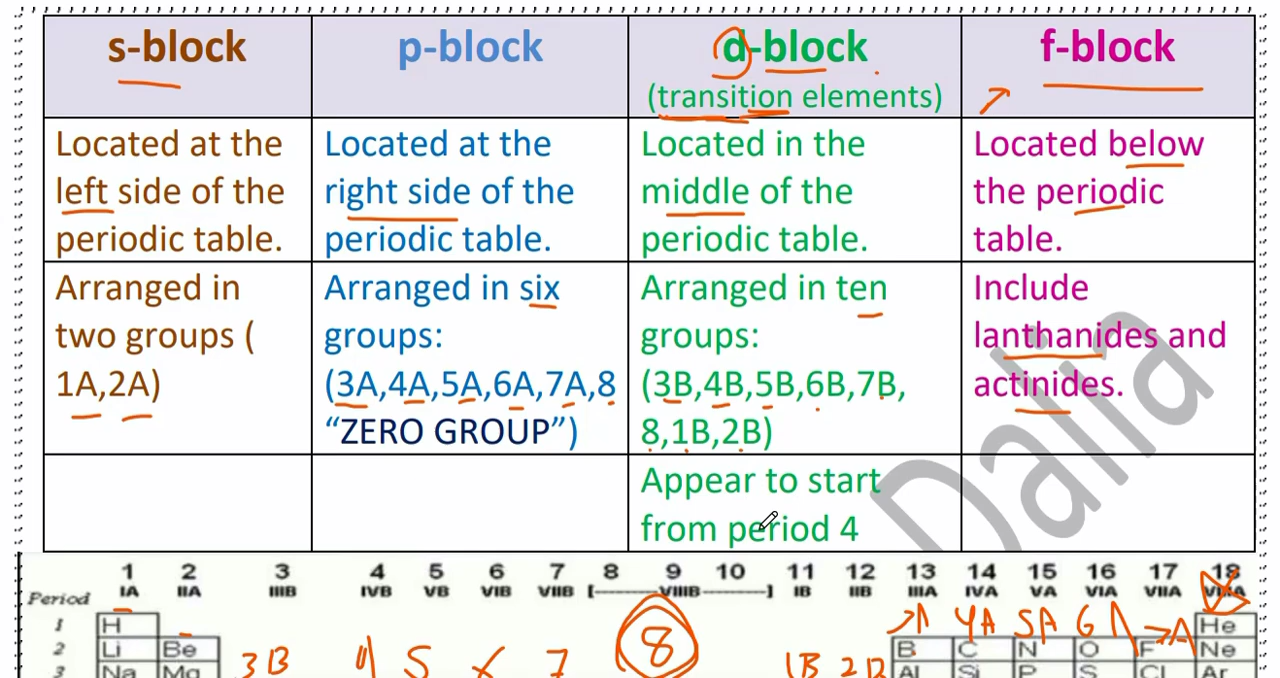 s-block
p-block
d-block
(transition elements)
f-block
Located at the
left side of the
periodic table.
Located at the
right side of the
periodic table.
Located in the
middle of the
periodic table.
Located below
the periodic
table.
Arranged in
two groups (
1A,2A)
Arranged in six
groups:
(3A,4A,5A,6A,7A,8
“ZERO GROUP”)
Arranged in ten
groups:
(3B,4B,5B,6B,7B,
8,1B,2B)
Include
lanthanides and
actinides.
Appear to start
from period 4
Dalia
1 2 3 4 5 6 7 8 9 10 11 12 13 14 15 16 17 18
Period IA IIA IIIB IVB VB VIB VIIB [-------VIIIB--------] IB IIB IIIA IVA VA VIA VIIA VIIIA
4A 5A 6A 7A
1 H He
2 Li Be B C N O F Ne
3B 5 7 8 1B 2B
3 Na Mg Al Si P S Cl Ar